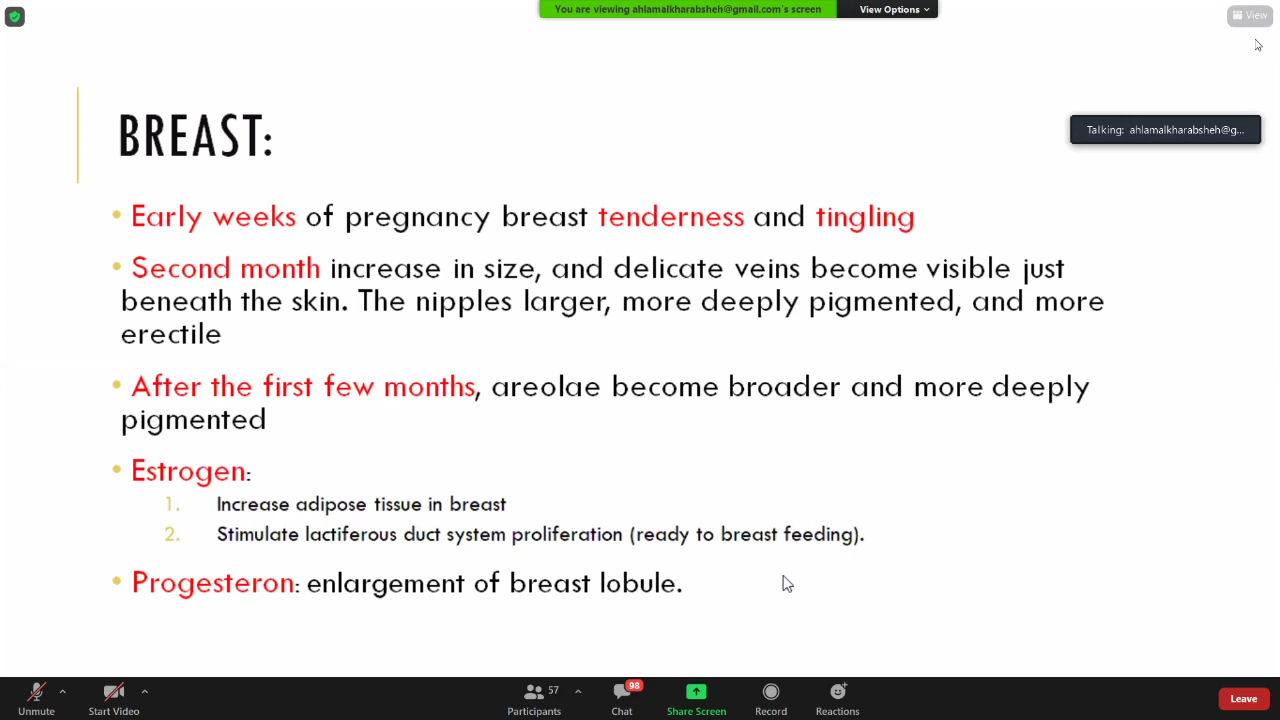 You are viewing ahlamalkharabsheh@gmail.com's screen
View Options
View
Talking: ahlamalkharabsheh@g...
BREAST:
• Early weeks of pregnancy breast tenderness and tingling
• Second month increase in size, and delicate veins become visible just
beneath the skin. The nipples larger, more deeply pigmented, and more
erectile
• After the first few months, areolae become broader and more deeply
pigmented
• Estrogen:
1. Increase adipose tissue in breast
2. Stimulate lactiferous duct system proliferation (ready to breast feeding).
• Progesteron: enlargement of breast lobule.
Unmute
Start Video
57
Participants
98
Chat
Share Screen
Record
Reactions
Leave